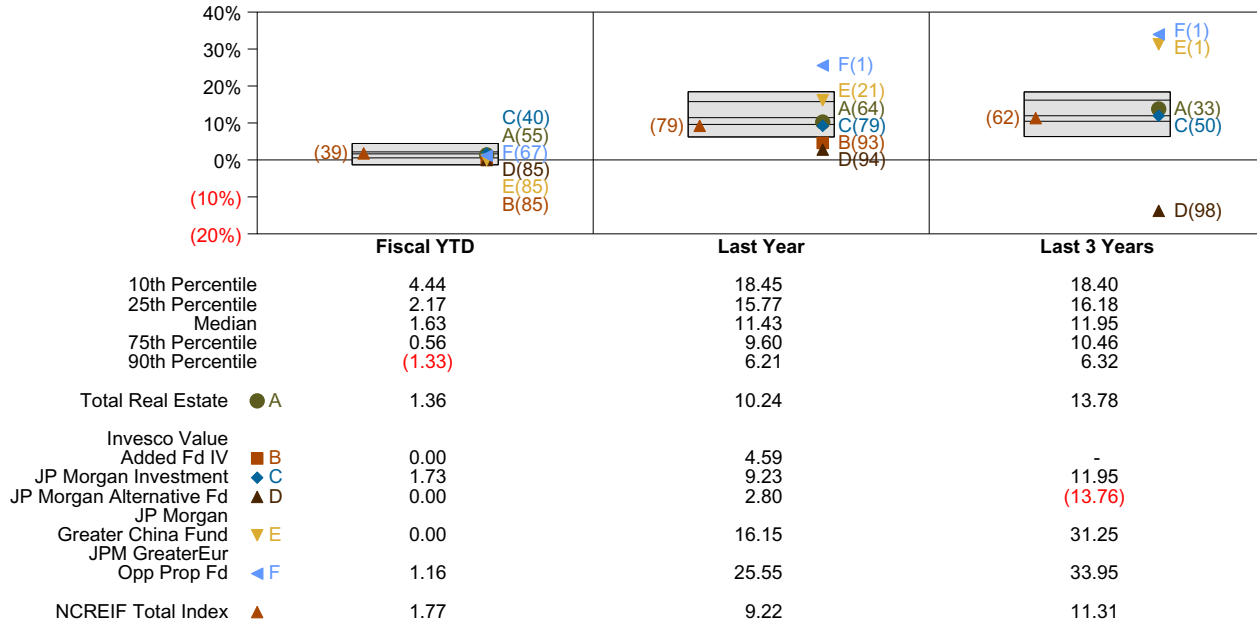 40%
30%
20%
10%
0%
(10%)
(20%)
(39)
C(40)
A(55)
F(67)
D(85)
E(85)
B(85)
(79)
F(1)
E(21)
A(64)
C(79)
B(93)
D(94)
(62)
F(1)
E(1)
A(33)
C(50)
D(98)
Fiscal YTD Last Year Last 3 Years
10th Percentile 4.44 18.45 18.40
25th Percentile 2.17 15.77 16.18
Median 1.63 11.43 11.95
75th Percentile 0.56 9.60 10.46
90th Percentile (1.33) 6.21 6.32
Total Real Estate A 1.36 10.24 13.78
Invesco Value
Added Fd IV B 0.00 4.59 -
JP Morgan Investment C 1.73 9.23 11.95
JP Morgan Alternative Fd D 0.00 2.80 (13.76)
JP Morgan
Greater China Fund E 0.00 16.15 31.25
JPM GreaterEur
Opp Prop Fd F 1.16 25.55 33.95
NCREIF Total Index 1.77 9.22 11.31